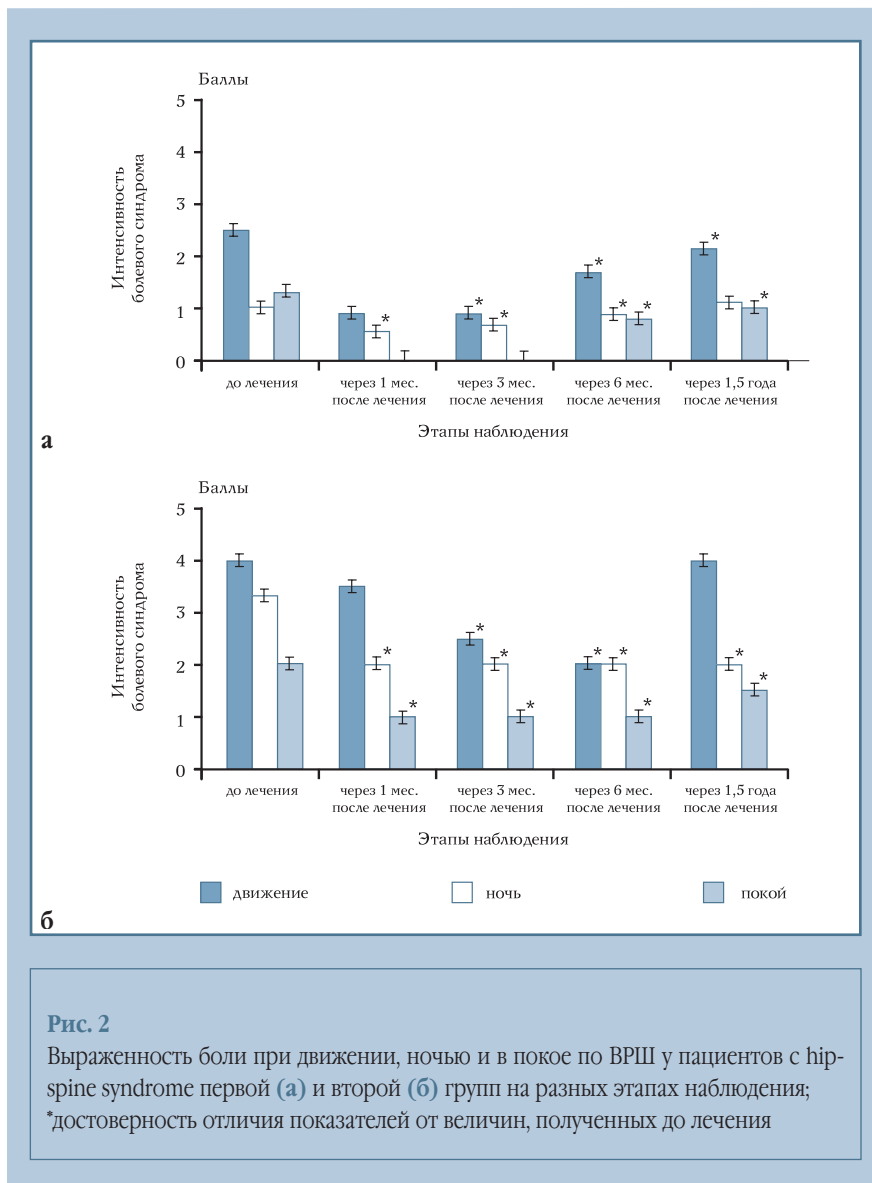 Баллы
5
4
3
2
1
0
Интенсивность
болевого синдрома
* * * * * * * *
до лечения
через 1 мес.
после лечения
через 3 мес.
после лечения
через 6 мес.
после лечения
через 1,5 года
после лечения
Этапы наблюдения
а
Баллы
5
4
3
2
1
0
Интенсивность
болевого синдрома
* * * * * * * * * *
до лечения
через 1 мес.
после лечения
через 3 мес.
после лечения
через 6 мес.
после лечения
через 1,5 года
после лечения
Этапы наблюдения
движение
ночь
покой
б
Рис. 2
Выраженность боли при движении, ночью и в покое по ВРШ у пациентов с hip-
spine syndrome первой (а) и второй (б) групп на разных этапах наблюдения;
*достоверность отличия показателей от величин, полученных до лечения